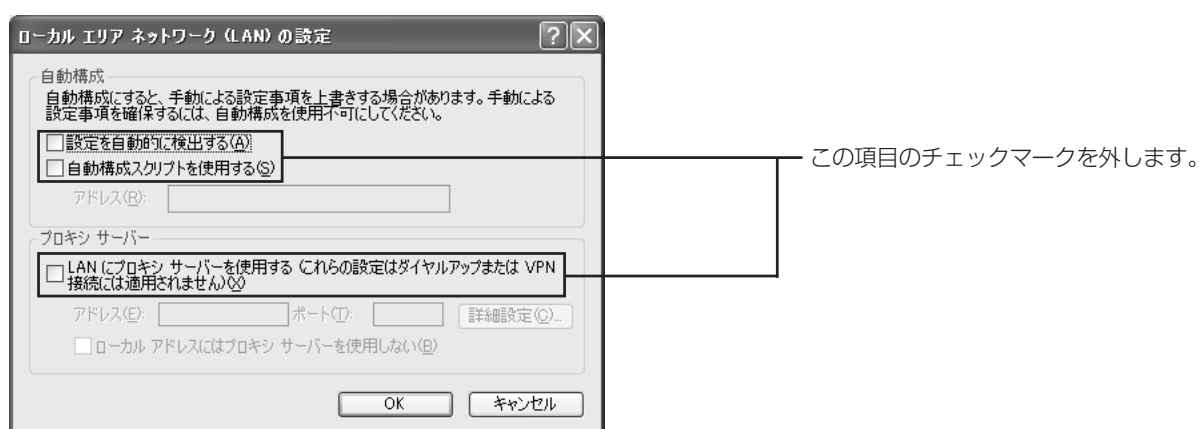 ローカル エリア ネットワーク (LAN) の設定
自動構成
自動構成にすると、手動による設定事項を上書きする場合があります。手動による
設定事項を確保するには、自動構成を使用不可にしてください。
設定を自動的に検出する(A)
自動構成スクリプトを使用する(S)
アドレス(R):
この項目のチェックマークを外します。
プロキシ サーバー
LAN にプロキシ サーバーを使用する (これらの設定はダイヤルアップまたは VPN
接続には適用されません)(X)
アドレス(E): ポート(T): 詳細設定(C)...
ローカル アドレスにはプロキシ サーバーを使用しない(B)
OK キャンセル